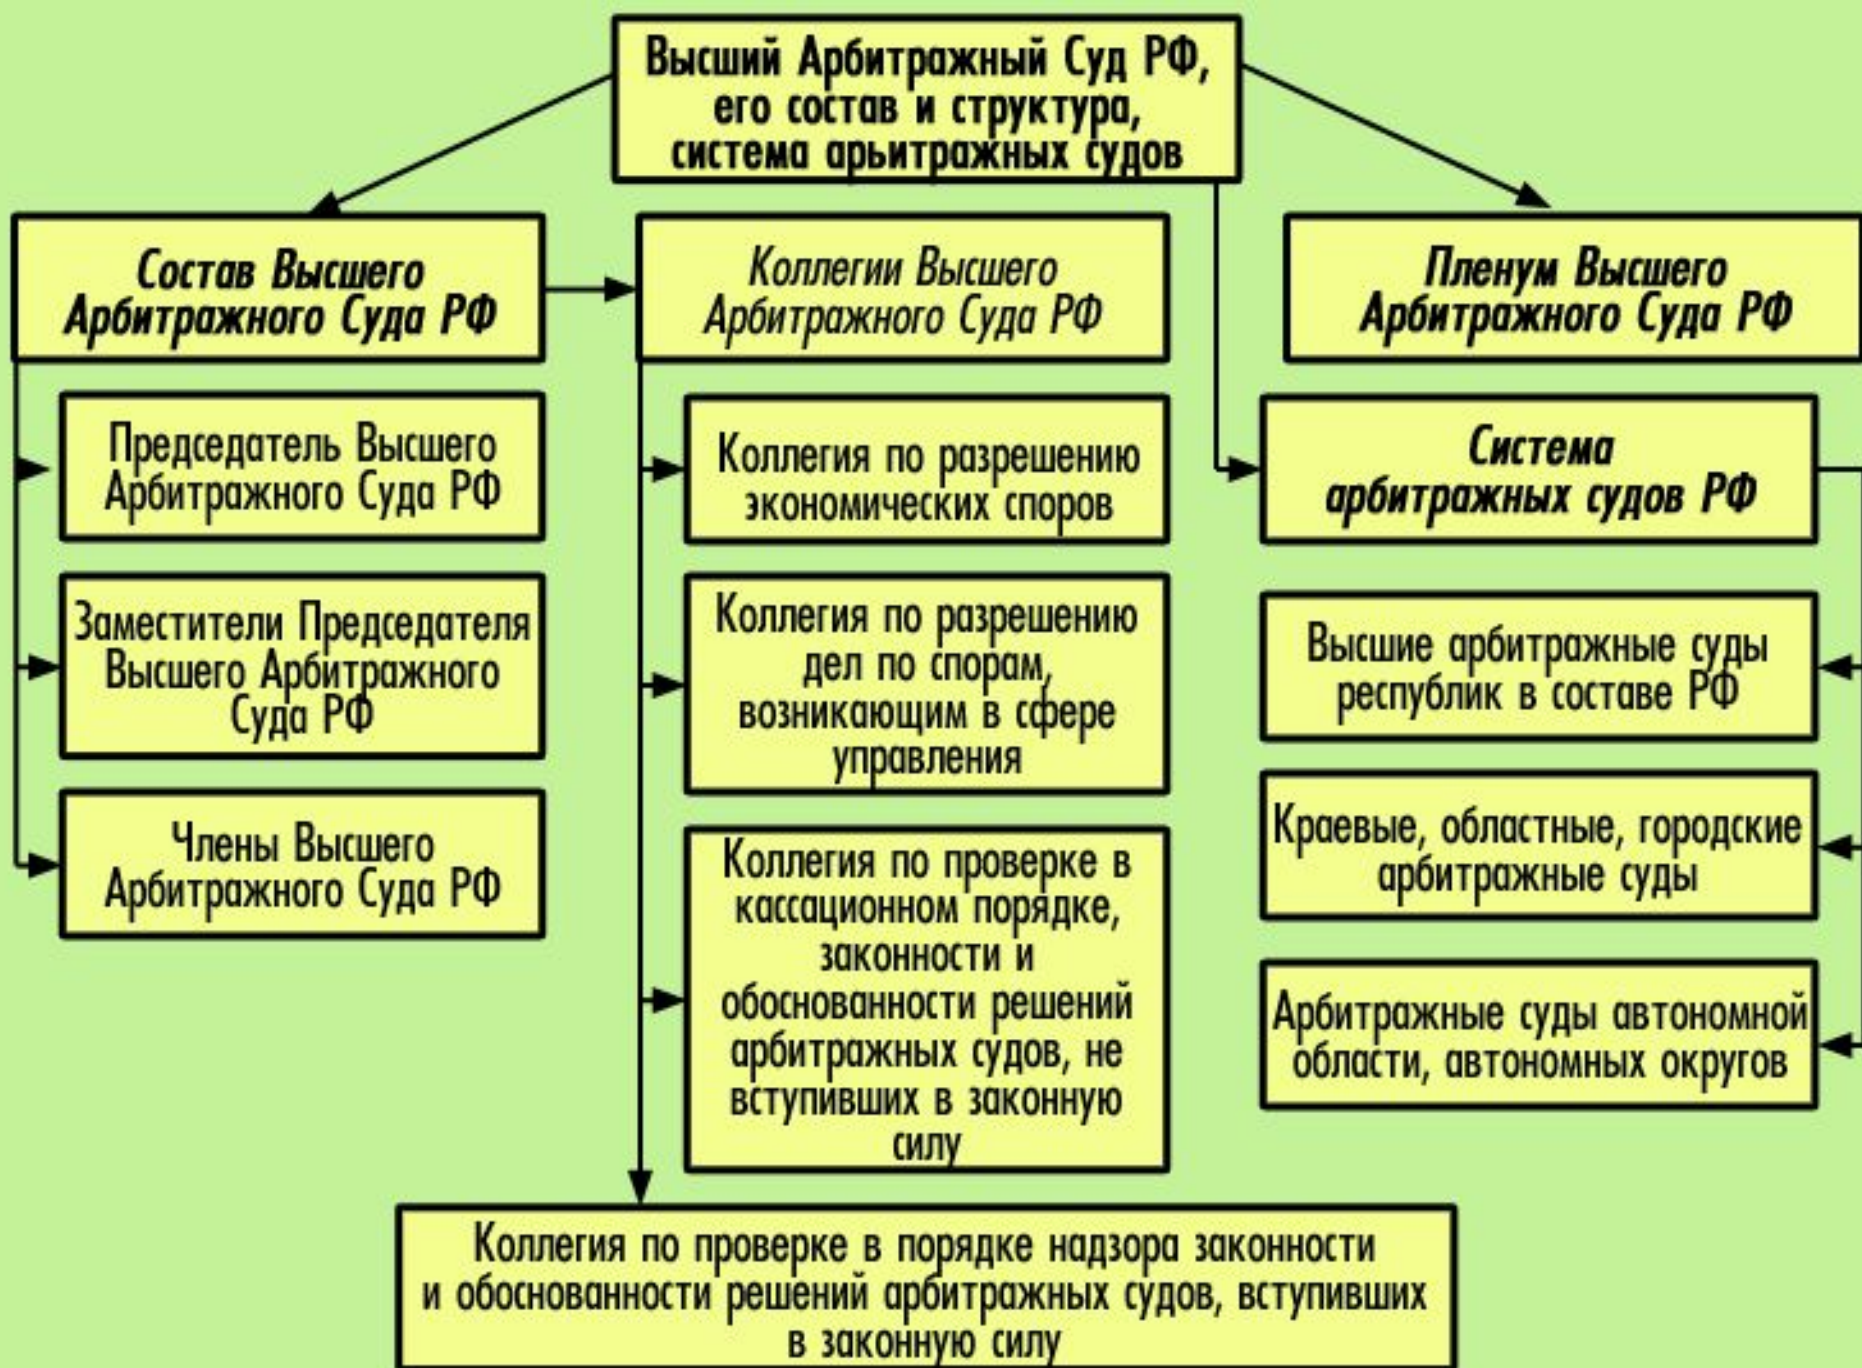 Высший Арбитражный Суд РФ,
его состав и структура,
система арьитражных судов
Состав Высшего
Арбитражного Суда РФ
Председатель Высшего
Арбитражного Суда РФ
Заместители Председателя
Высшего Арбитражного
Суда РФ
Члены Высшего
Арбитражного Суда РФ
Коллегии Высшего
Арбитражного Суда РФ
Коллегия по разрешению
экономических споров
Коллегия по разрешению
дел по спорам,
возникающим в сфере
управления
Коллегия по проверке в
кассационном порядке,
законности и
обоснованности решений
арбитражных судов, не
вступивших в законную
силу
Коллегия по проверке в порядке надзора законности
и обоснованности решений арбитражных судов, вступивших
в законную силу
Пленум Высшего
Арбитражного Суда РФ
Система
арбитражных судов РФ
Высшие арбитражные суды
республик в составе РФ
Краевые, областные, городские
арбитражные суды
Арбитражные суды автономной
области, автономных округов